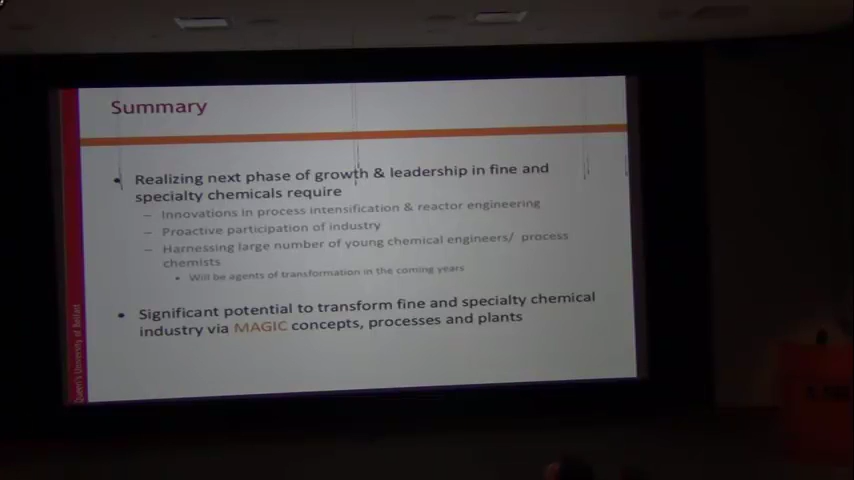 Summary
• Realizing next phase of growth & leadership in fine and
specialty chemicals require
– Innovations in process intensification & reactor engineering
– Proactive participation of industry
– Harnessing large number of young chemical engineers/ process
chemists
• Will be agents of transformation in the coming years
• Significant potential to transform fine and specialty chemical
industry via MAGIC concepts, processes and plants
Queen's University of Belfast